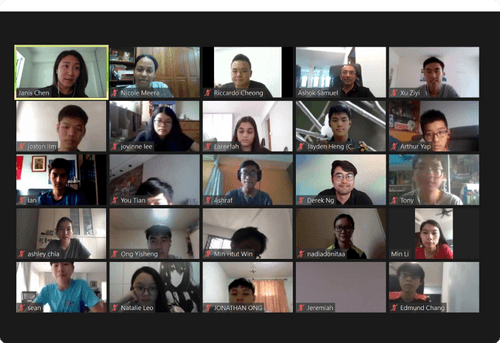 Janis Chen
Nicole Meera
Riccardo Cheong
Ashok Samuel
Xu Ziyi
Joston lim
jovinne lee
Jayden Heng (C.
Arthur Yap
Ian
You Tian
Ashraf
Derek Ng
Tony
ashley chia
Ong Yisheng
Min Htut Win
nadiadonitaa
Min Li
sean
Natalie Leo
JONATHAN ONG
Jeremiah
Edmund Chang